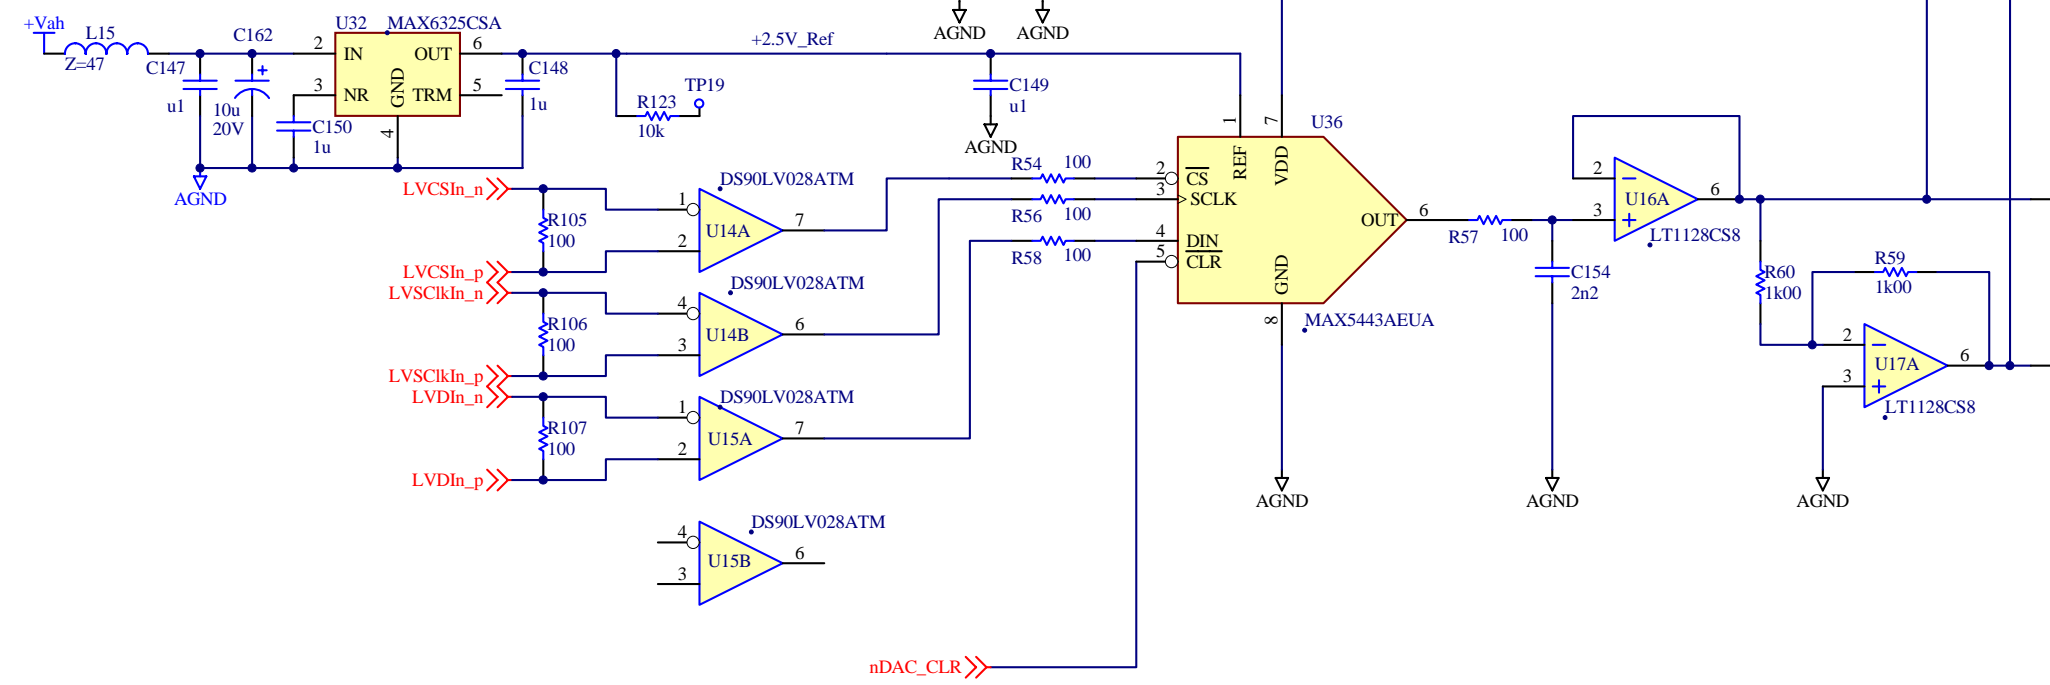 +Vah
L15
Z=47
C147
u1
C162
10u
20V
U32
MAX6325CSA
2
IN
OUT
6
3
NR
GND
TRM
5
4
C150
1u
C148
1u
AGND
+2.5V_Ref
R123
10k
TP19
AGND
AGND
C149
u1
AGND
LVCSIn_n
R105
100
LVCSIn_p
DS90LV028ATM
1
2
U14A
7
LVSClkIn_n
R106
100
LVSClkIn_p
DS90LV028ATM
4
3
U14B
6
LVDIn_n
R107
100
LVDIn_p
DS90LV028ATM
1
2
U15A
7
DS90LV028ATM
4
3
U15B
6
R54
100
R56
100
R58
100
nDAC_CLR
U36
1
REF
7
VDD
2
CS
3
SCLK
4
DIN
5
CLR
OUT
6
GND
8
MAX5443AEUA
AGND
R57
100
C154
2n2
AGND
2
3
U16A
6
LT1128CS8
R60
1k00
R59
1k00
2
3
U17A
6
LT1128CS8
AGND